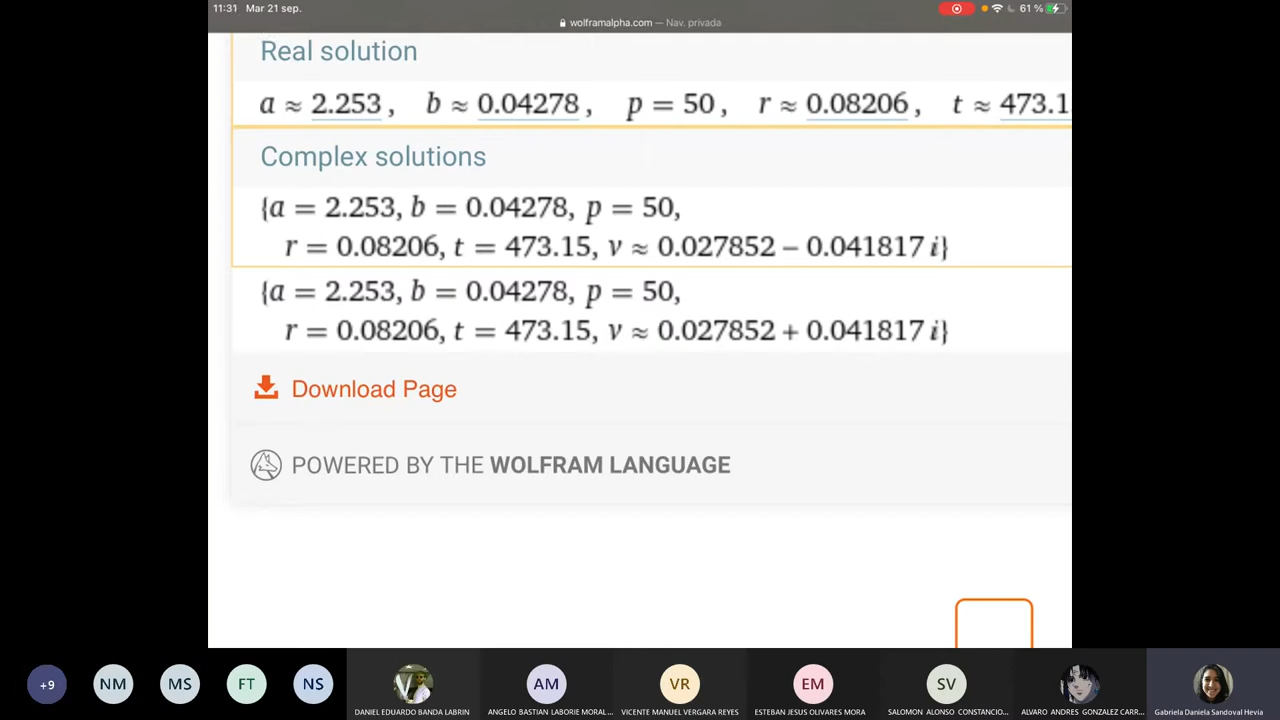 11:31 Mar 21 sep.
wolframalpha.com — Nav. privada
61 %
Real solution
a ≈ 2.253 , b ≈ 0.04278 , p = 50 , r ≈ 0.08206 , t ≈ 473.1
Complex solutions
{a = 2.253, b = 0.04278, p = 50,
r = 0.08206, t = 473.15, v ≈ 0.027852 − 0.041817 i}
{a = 2.253, b = 0.04278, p = 50,
r = 0.08206, t = 473.15, v ≈ 0.027852 + 0.041817 i}
Download Page
POWERED BY THE WOLFRAM LANGUAGE
+9 NM MS FT NS AM VR EM SV
DANIEL EDUARDO BANDA LABRIN ANGELO BASTIAN LABORIE MORAL... VICENTE MANUEL VERGARA REYES ESTEBAN JESUS OLIVARES MORA SALOMON ALONSO CONSTANCIO... ALVARO ANDRES GONZALEZ CARR... Gabriela Daniela Sandoval Hevia